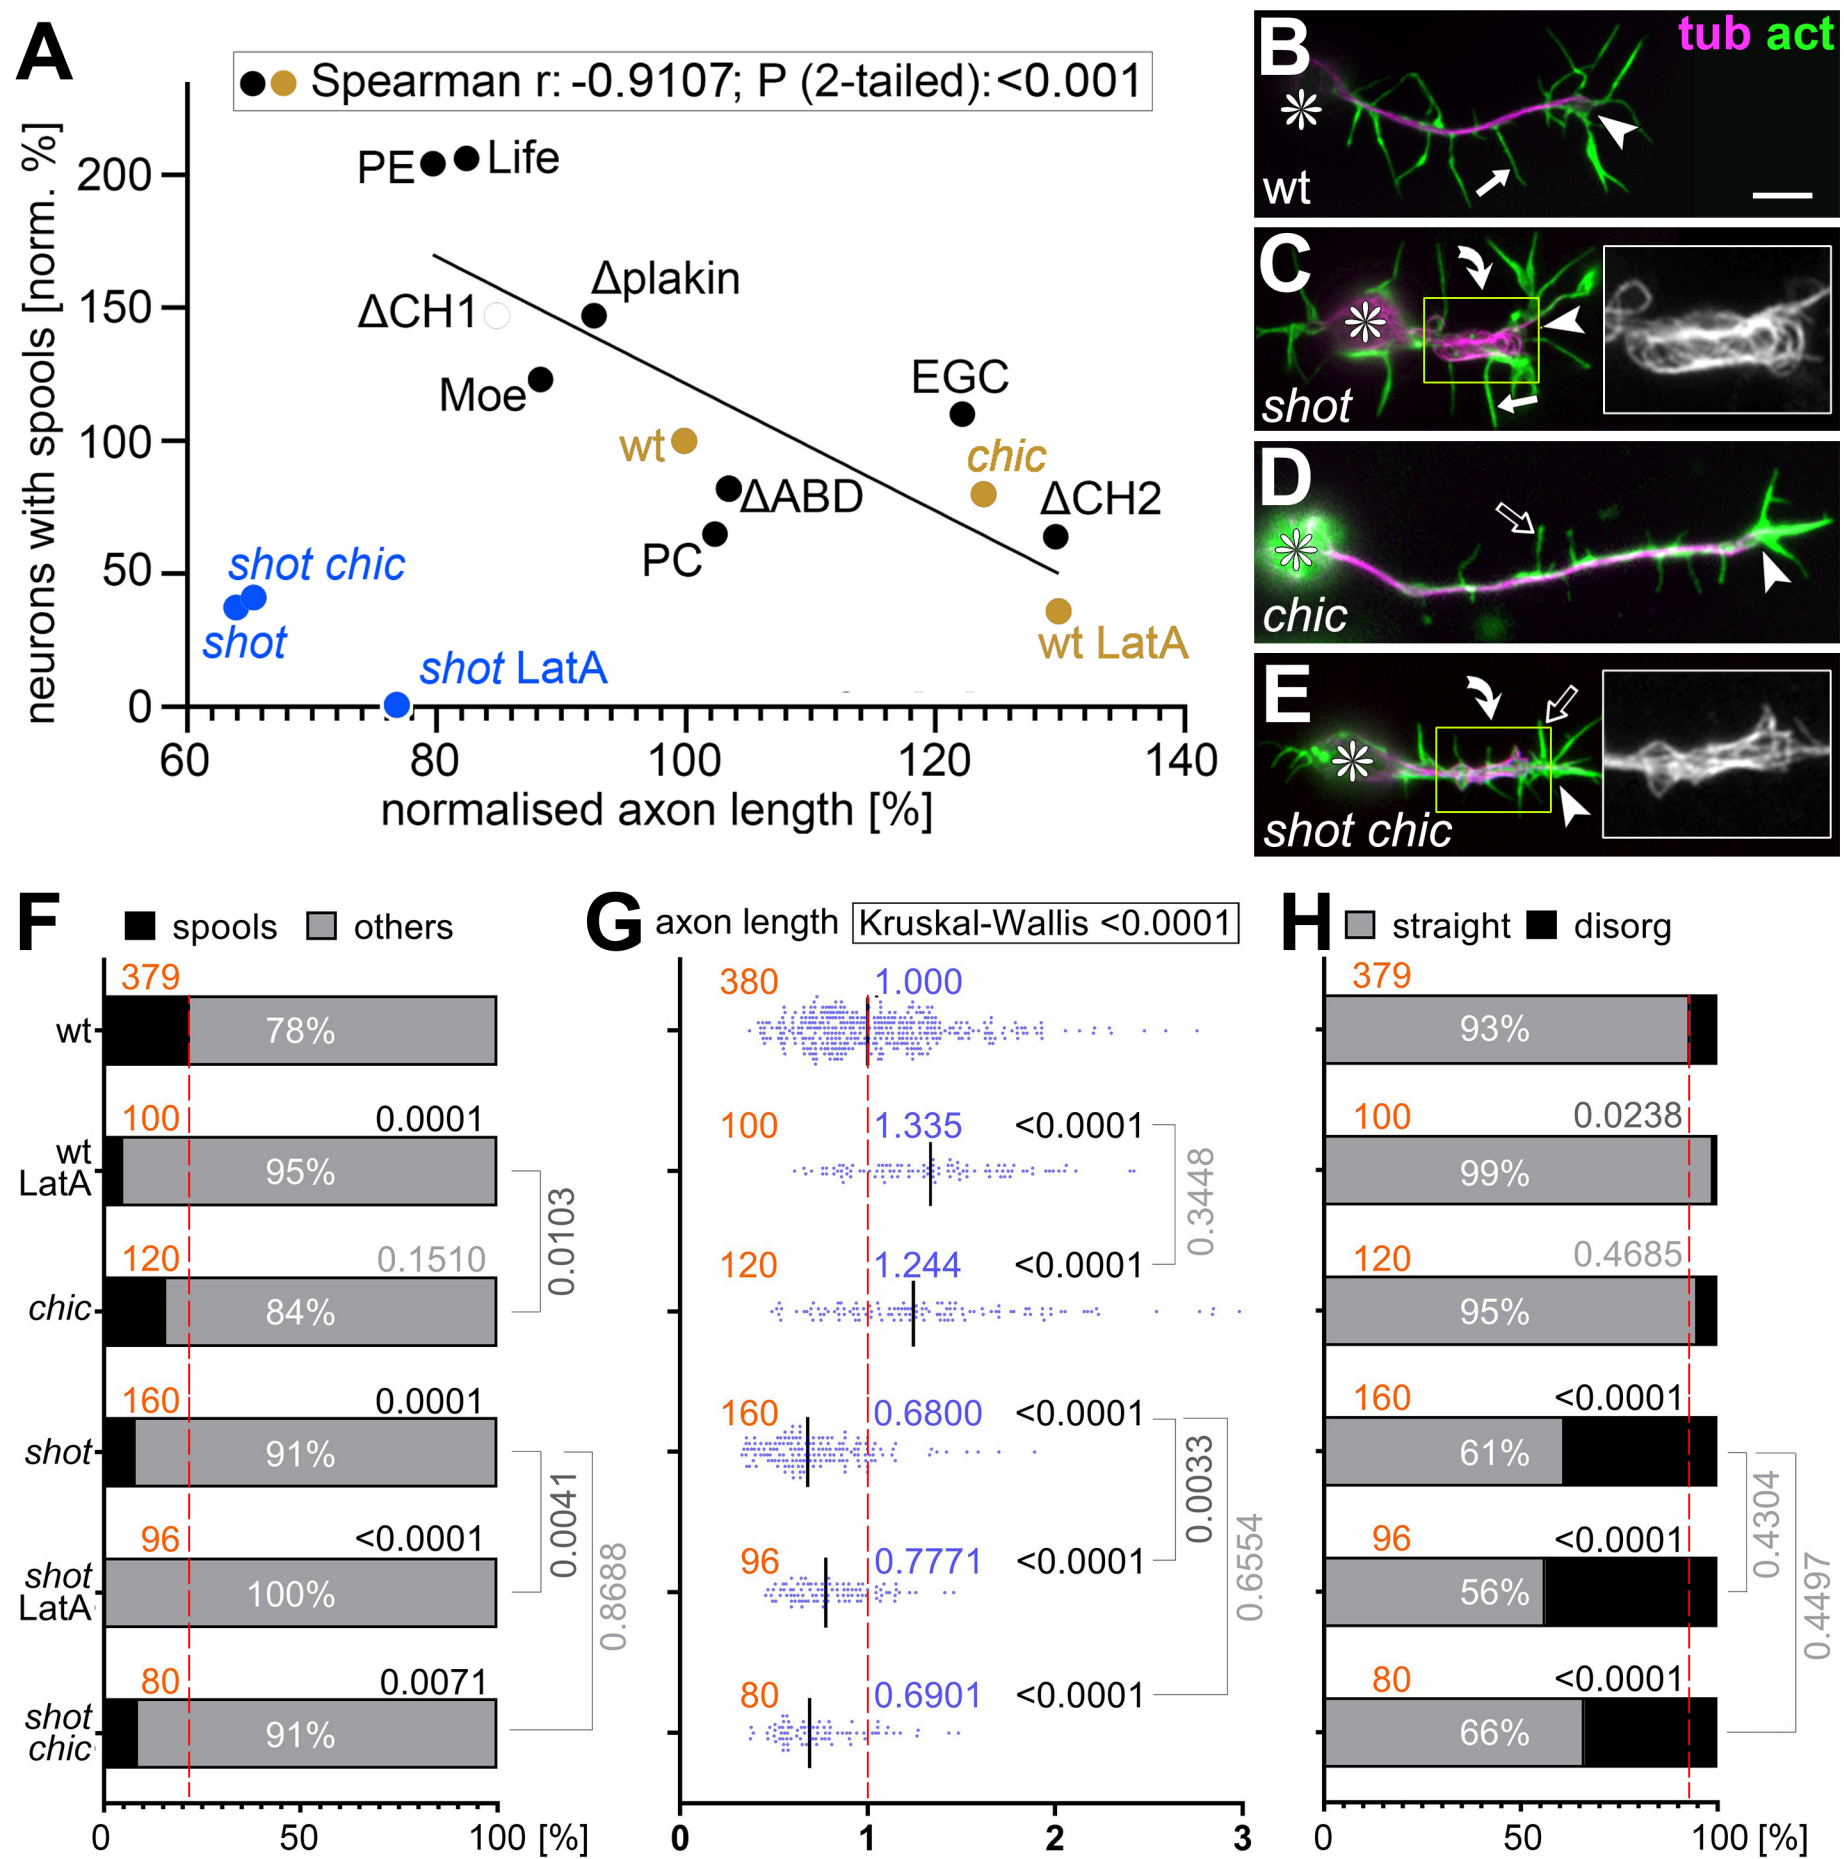 A
Spearman r: -0.9107; P (2-tailed):<0.001
neurons with spools [norm. %]
200
150
100
50
0
PE
Life
Δplakin
ΔCH1
Moe
EGC
wt
chic
ΔABD
ΔCH2
PC
shot chic
shot
wt LatA
shot LatA
60 80 100 120 140
normalised axon length [%]
B
tub act
wt
C
shot
D
chic
E
shot chic
F
spools others
379
wt
78%
100 0.0001
wt
LatA
95%
0.0103
120 0.1510
chic
84%
160 0.0001
shot
91%
0.0041
96 <0.0001
shot
LatA
100%
0.8688
80 0.0071
shot
chic
91%
0 50 100 [%]
G
axon length
Kruskal-Wallis <0.0001
380 1.000
100 1.335 <0.0001
0.3448
120 1.244 <0.0001
160 0.6800 <0.0001
0.0033
96 0.7771 <0.0001
0.6554
80 0.6901 <0.0001
0 1 2 3
H
straight disorg
379
93%
100 0.0238
99%
120 0.4685
95%
160 <0.0001
61%
0.4304
96 <0.0001
56%
0.4497
80 <0.0001
66%
0 50 100 [%]